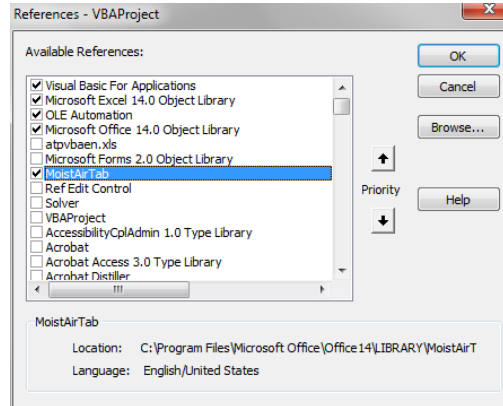 References - VBAProject
Available References:
OK
Visual Basic For Applications
Microsoft Excel 14.0 Object Library
OLE Automation
Microsoft Office 14.0 Object Library
atpvbaen.xls
Microsoft Forms 2.0 Object Library
MoistAirTab
Ref Edit Control
Solver
VBAProject
AccessibilityCplAdmin 1.0 Type Library
Acrobat
Acrobat Access 3.0 Type Library
Acrobat Distiller
Cancel
Browse...
Priority
Help
MoistAirTab
Location: C:\Program Files\Microsoft Office\Office14\LIBRARY\MoistAirT
Language: English/United States